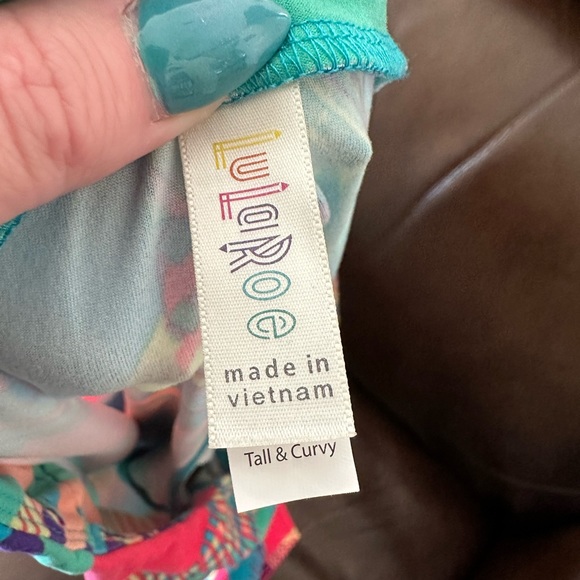 LuLaRoe
made in
vietnam
Tall & Curvy